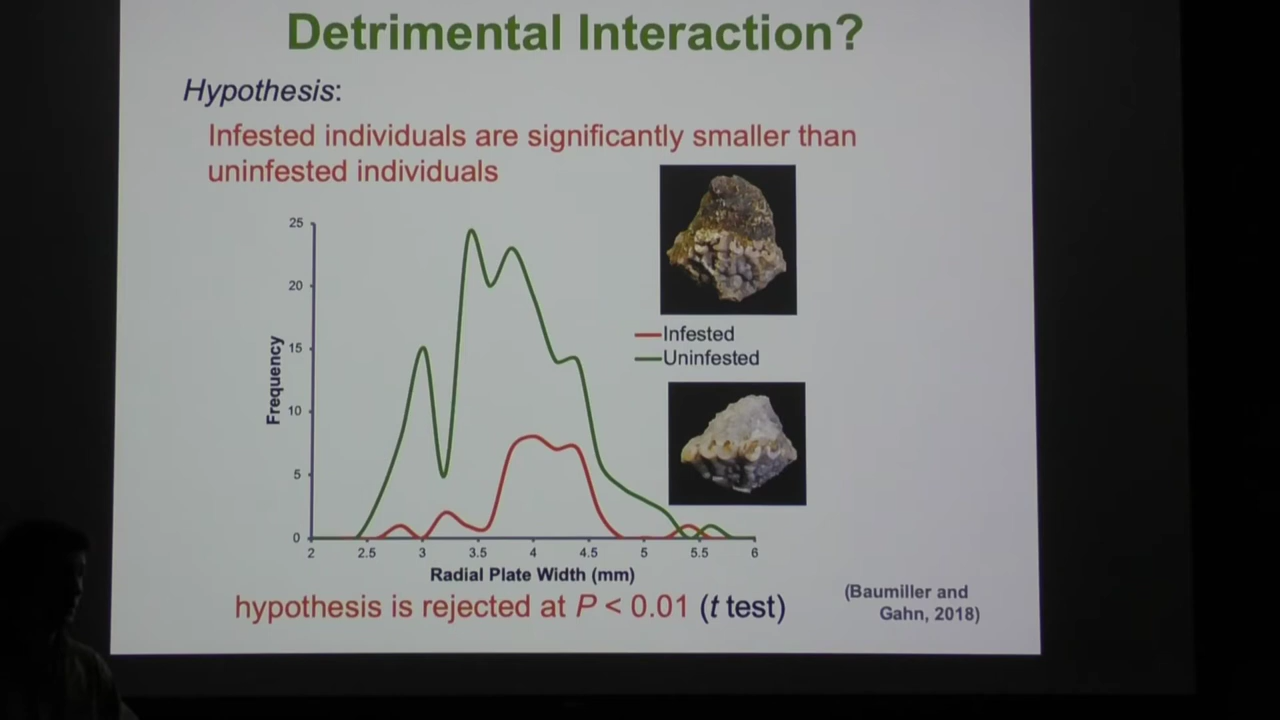 Detrimental Interaction?
Hypothesis:
Infested individuals are significantly smaller than
uninfested individuals
25
20
15
10
5
0
Frequency
2
2.5
3
3.5
4
4.5
5
5.5
6
Radial Plate Width (mm)
Infested
Uninfested
hypothesis is rejected at P < 0.01 (t test)
(Baumiller and
Gahn, 2018)